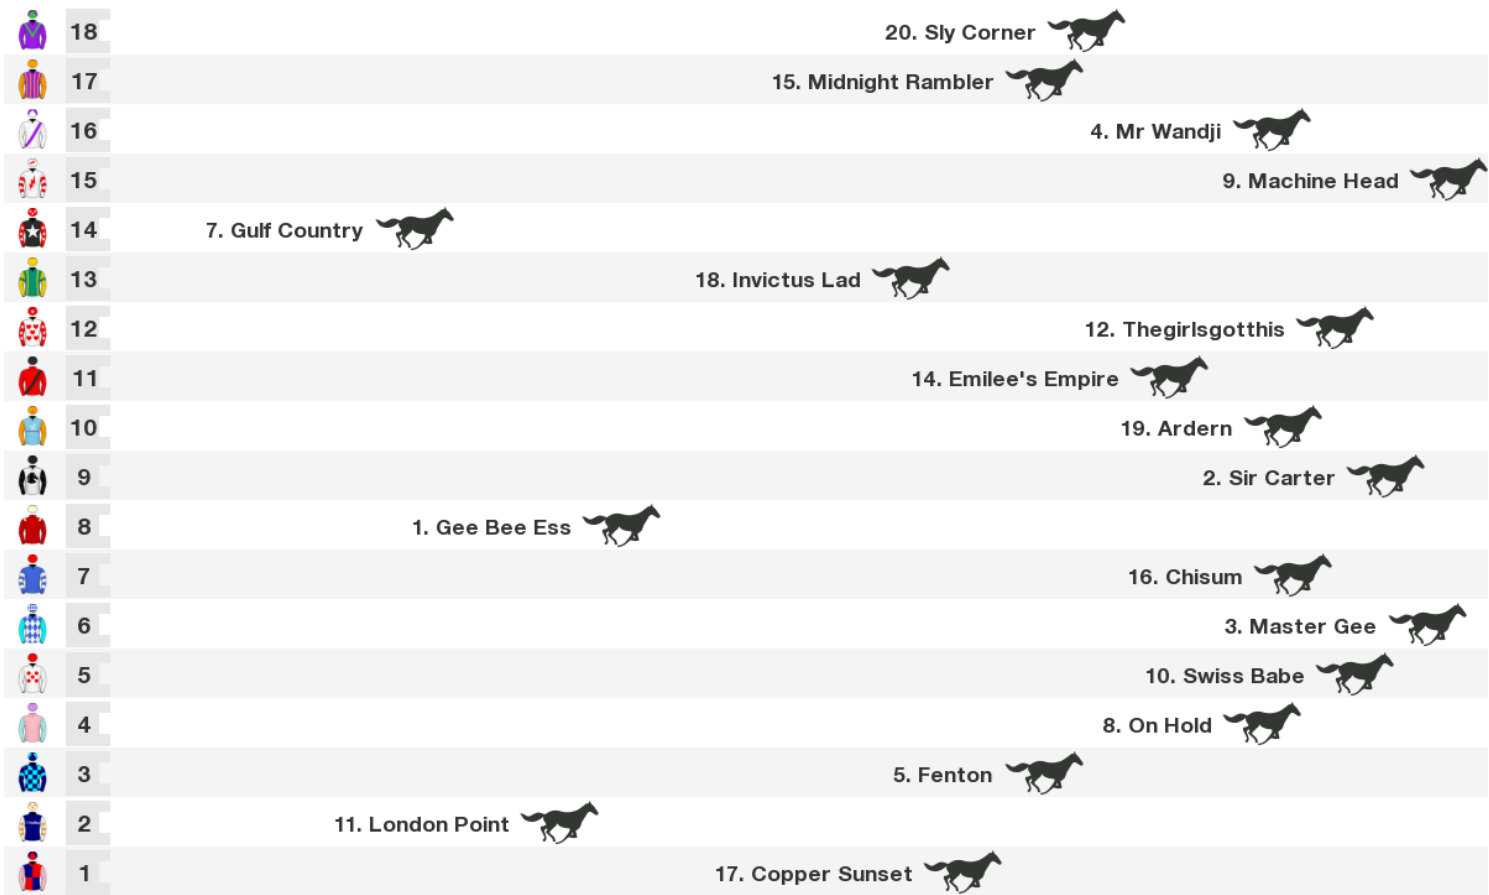 18 20. Sly Corner
17 15. Midnight Rambler
16 4. Mr Wandji
15 9. Machine Head
14 7. Gulf Country
13 18. Invictus Lad
12 12. Thegirlsgotthis
11 14. Emilee's Empire
10 19. Ardern
9 2. Sir Carter
8 1. Gee Bee Ess
7 16. Chisum
6 3. Master Gee
5 10. Swiss Babe
4 8. On Hold
3 5. Fenton
2 11. London Point
1 17. Copper Sunset